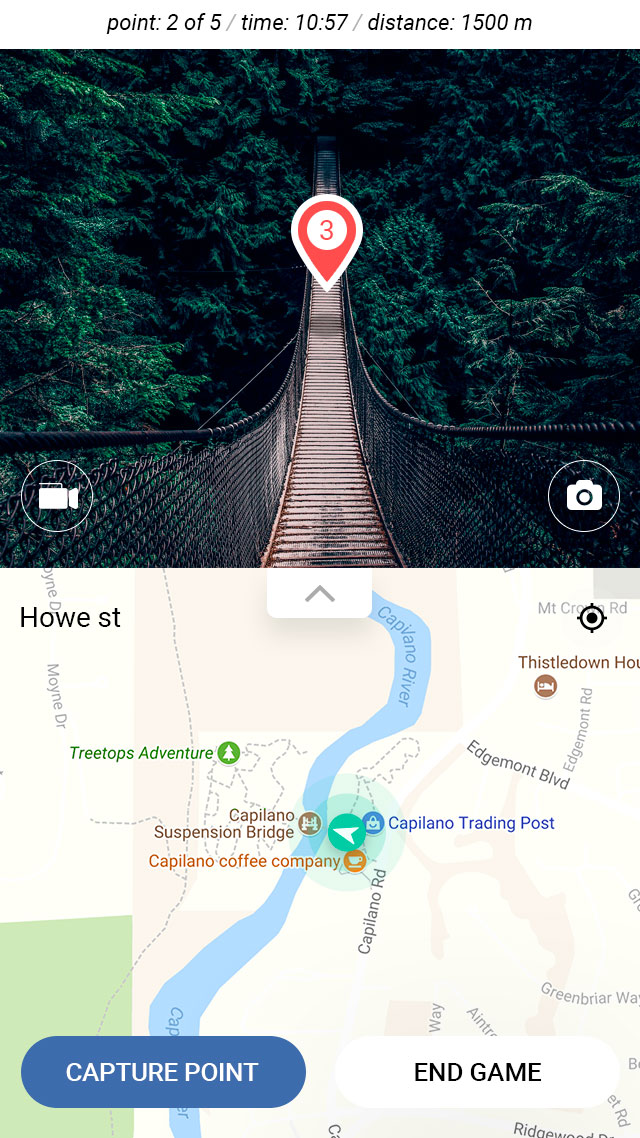 point: 2 of 5 / time: 10:57 / distance: 1500 m
3
Howe st
Mt Crown Rd
Capilano River
Moyne Dr
Thistledown Hou
Edgemont Rd
Edgemont Blvd
Treetops Adventure
Capilano
Suspension Bridge
Capilano Trading Post
Capilano coffee company
Capilano Rd
Greenbriar Way
Way
CAPTURE POINT
END GAME
Ridgewood D